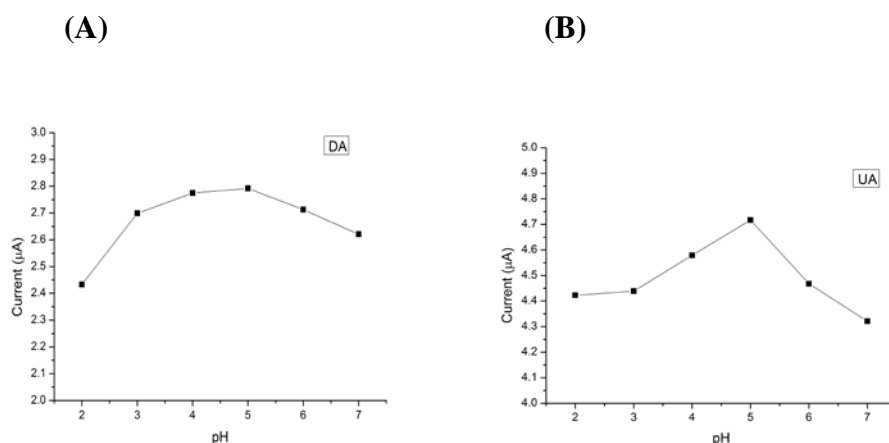 (A)
(B)
DA
3.0
2.9
2.8
2.7
2.6
2.5
2.4
2.3
2.2
2.1
2.0
Current (µA)
2 3 4 5 6 7
pH
UA
5.0
4.9
4.8
4.7
4.6
4.5
4.4
4.3
4.2
4.1
4.0
Current (µA)
2 3 4 5 6 7
pH